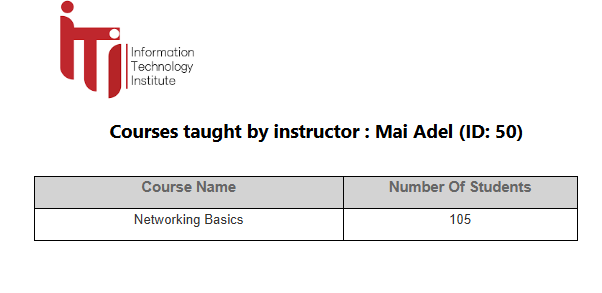 iTi
Information
Technology
Institute
Courses taught by instructor : Mai Adel (ID: 50)
Course Name Number Of Students
Networking Basics 105